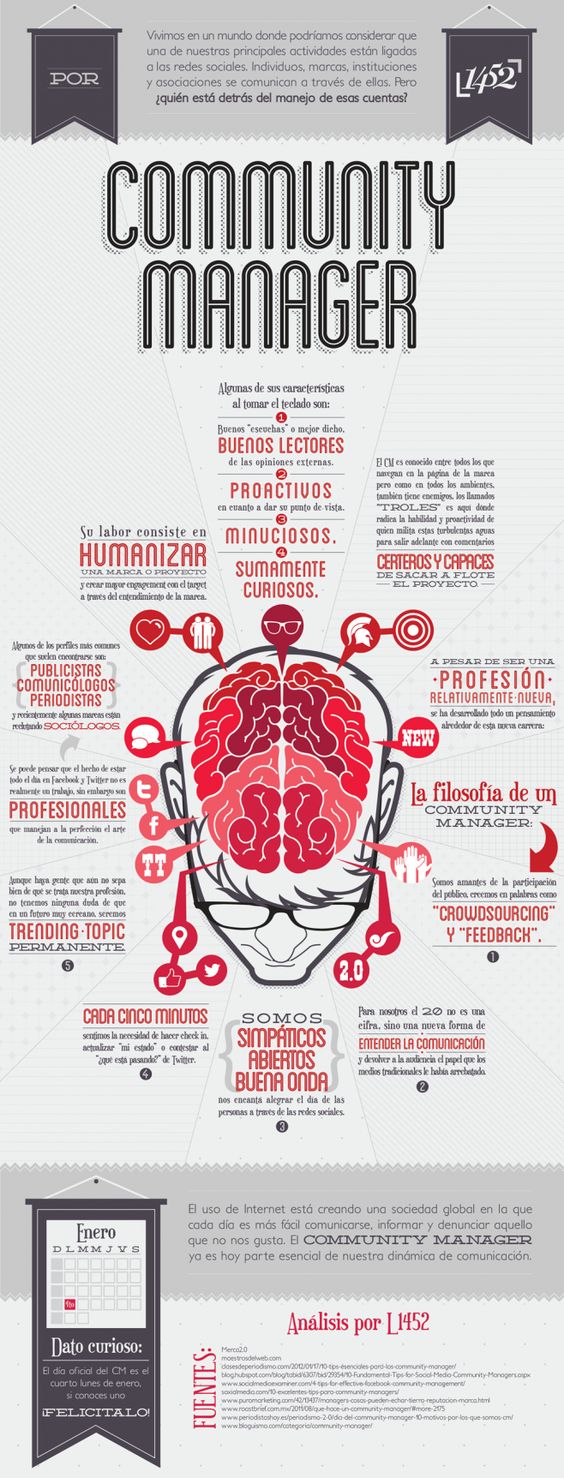 POR
Vivimos en un mundo donde podríamos considerar que
una de nuestras principales actividades están ligadas
a las redes sociales. Individuos, marcas, instituciones
y asociaciones se comunican a través de ellas. Pero
¿quién está detrás del manejo de esas cuentas?
1452
COMMUNITY
MANAGER
Algunas de sus características
al tomar el teclado son:
1
Buenos "escuchas" o mejor dicho,
BUENOS LECTORES
de las opiniones externas.
2
PROACTIVOS
en cuanto a dar su punto de vista.
3
MINUCIOSOS.
4
SUMAMENTE
CURIOSOS.
El CM es conocido entre todos los que
navegan en la página de la marca
pero como en todos los ambientes,
también tiene enemigos, los llamados
"TROLES" es aquí donde
radica la habilidad y proactividad de
quien milita estas turbulentas aguas
para salir adelante con comentarios
CERTEROS Y CAPACES
DE SACAR A FLOTE
EL PROYECTO.
Su labor consiste en
HUMANIZAR
UNA MARCA O PROYECTO
y crear mayor engagement con el target
a través del entendimiento de la marca.
Algunos de los perfiles más comunes
que suelen encontrarse son:
PUBLICISTAS
COMUNICÓLOGOS
PERIODISTAS
y recientemente algunas marcas están
reclutando SOCIÓLOGOS.
A PESAR DE SER UNA
·PROFESIÓN·
RELATIVAMENTE·NUEVA,
se ha desarrollado todo un pensamiento
alrededor de esta nueva carrera:
NEW
Se puede pensar que el hecho de estar
todo el día en Facebook y Twitter no es
realmente un trabajo, sin embargo son
PROFESIONALES
que manejan a la perfección el arte
de la comunicación.
t
f
TT
La filosofía de un
COMMUNITY
MANAGER:
Somos amantes de la participación
del público, creemos en palabras como
"CROWDSOURCING"
Y "FEEDBACK".
1
Aunque haya gente que aún no sepa
bien de qué se trata nuestra profesión,
no tenemos ninguna duda de que
en un futuro muy cercano, seremos
TRENDING·TOPIC
PERMANENTE.
5
2.0
CADA CINCO MINUTOS
sentimos la necesidad de hacer check in,
actualizar "mi estado" o contestar al
"¿qué está pasando?" de Twitter.
4
SOMOS
SIMPÁTICOS
ABIERTOS
BUENA ONDA
nos encanta alegrar el día de las
personas a través de las redes sociales.
3
Para nosotros el 2.0 no es una
cifra, sino una nueva forma de
ENTENDER LA COMUNICACIÓN
y devolver a la audiencia el papel que los
medios tradicionales le había arrebatado.
2
El uso de Internet está creando una sociedad global en la que
cada día es más fácil comunicarse, informar y denunciar aquello
que no nos gusta. El COMMUNITY MANAGER
ya es hoy parte esencial de nuestra dinámica de comunicación.
Enero
D L M M J V S
4to
Dato curioso:
El día oficial del CM es el
cuarto lunes de enero,
si conoces uno
¡FELICITALO!
Análisis por L1452
FUENTES:
Merca2.0
maestrosdelweb.com
clasesdeperiodismo.com/2012/01/17/10-tips-esenciales-para-los-community-manager/
blog.hubspot.com/blog/tabid/6307/bid/29354/10-Fundamental-Tips-for-Social-Media-Community-Managers.aspx
www.socialmediaexaminer.com/4-tips-for-effective-facebook-community-management/
soxialmedia.com/10-excelentes-tips-para-community-managers/
www.puromarketing.com/42/13437/managers-cosas-pueden-echar-tierra-reputacion-marca.html
www.roastbrief.com.mx/2011/08/que-hace-un-community-manager/#more-2175
www.periodistashoy.es/periodismo-2-0/dia-del-community-manager-10-motivos-por-los-que-somos-cm/
www.bloguismo.com/categoria/community-manager/